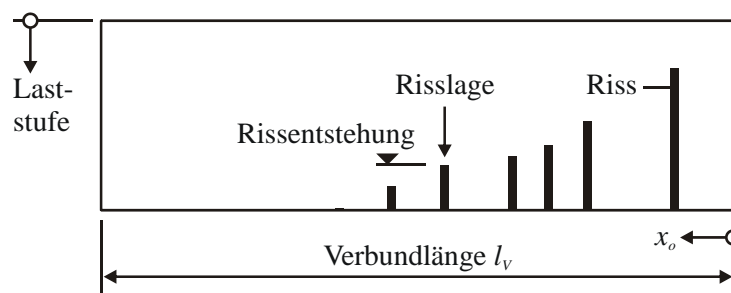 Last-
stufe
Risslage
Riss
Rissentstehung
x_o
Verbundlänge l_V